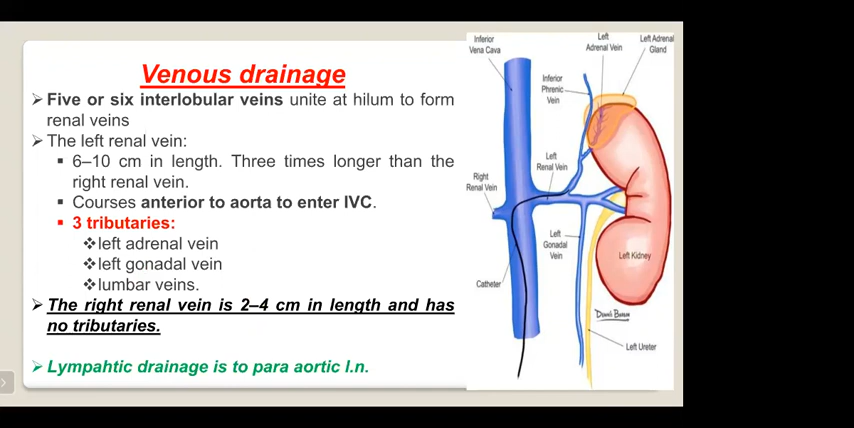 Venous drainage
Five or six interlobular veins unite at hilum to form
renal veins
The left renal vein:
6–10 cm in length. Three times longer than the
right renal vein.
Courses anterior to aorta to enter IVC.
3 tributaries:
left adrenal vein
left gonadal vein
lumbar veins.
The right renal vein is 2–4 cm in length and has
no tributaries.
Lympahtic drainage is to para aortic l.n.
Inferior
Vena Cava
Left
Adrenal Vein
Left Adrenal
Gland
Inferior
Phrenic
Vein
Left
Renal Vein
Right
Renal Vein
Left
Gonadal
Vein
Left Kidney
Catheter
Left Ureter